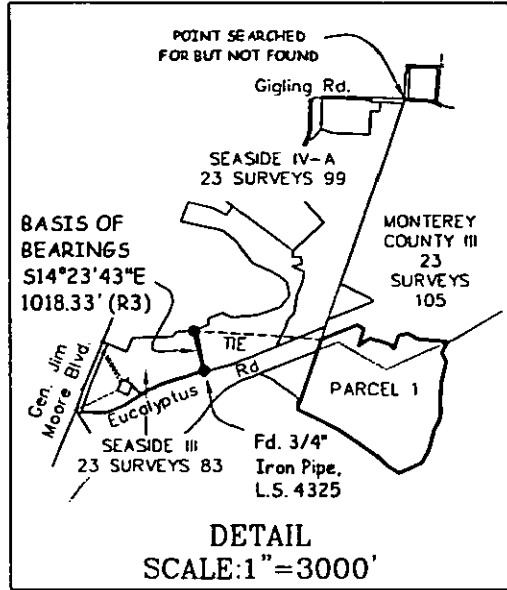 POINT SEARCHED
FOR BUT NOT FOUND
Gigling Rd.
SEASIDE IV-A
23 SURVEYS 99
BASIS OF
BEARINGS
S14°23'43"E
1018.33' (R3)
MONTEREY
COUNTY III
23
SURVEYS
105
TIE
Gen. Jim
Moore Blvd.
Eucalyptus Rd
PARCEL 1
SEASIDE III
23 SURVEYS 83
Fd. 3/4"
Iron Pipe,
L.S. 4325
DETAIL
SCALE:1"=3000'